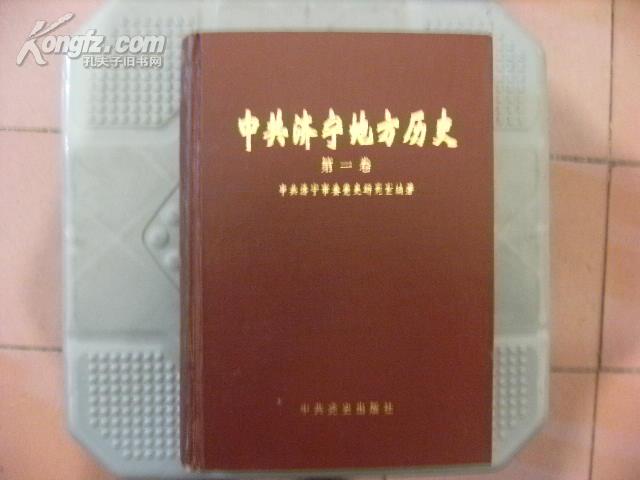 Kongfz.com
孔夫子旧书网
中共济宁地方历史
第一卷
中共济宁市委党史研究室编著
中共党史出版社